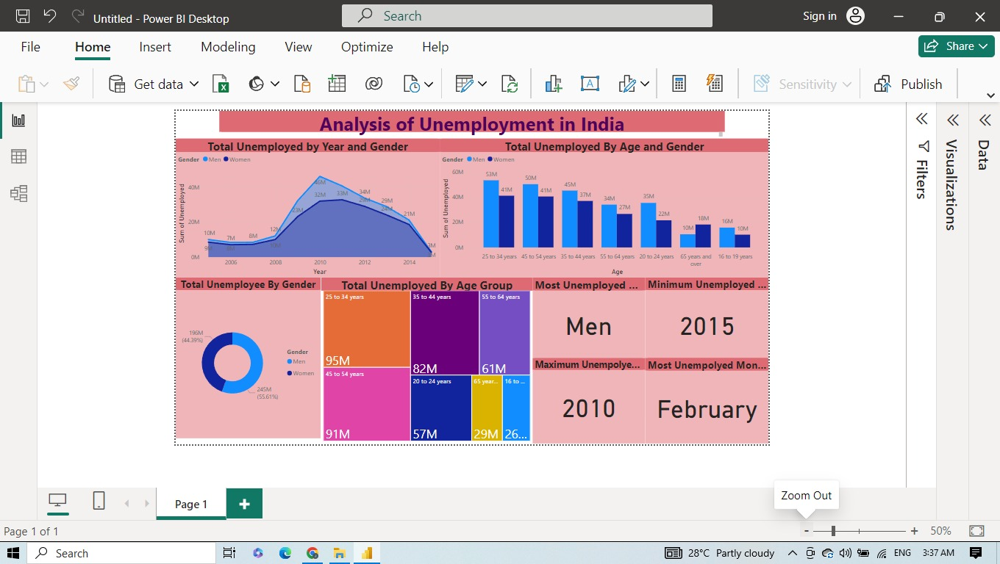 Untitled - Power BI Desktop
Search
Sign in
File
Home
Insert
Modeling
View
Optimize
Help
Share
Get data
Sensitivity
Publish
Analysis of Unemployment in India
Total Unemployed by Year and Gender
Gender Men Women
Sum of Unemployed
40M
20M
0M
10M
7M
8M
12M
23M
46M
32M
33M
34M
29M
29M
24M
21M
2006
2008
2010
2012
2014
Year
Total Unemployed By Age and Gender
Gender Men Women
Sum of Unemployed
60M
40M
20M
0M
53M
41M
50M
41M
45M
37M
34M
27M
35M
22M
10M
18M
16M
10M
25 to 34 years
45 to 54 years
35 to 44 years
55 to 64 years
20 to 24 years
65 years and
over
16 to 19 years
Age
Total Unemployee By Gender
196M
(44.39%)
245M
(55.61%)
Gender
Men
Women
Total Unemployed By Age Group
25 to 34 years
95M
45 to 54 years
91M
35 to 44 years
82M
55 to 64 years
61M
20 to 24 years
57M
65 year...
29M
16 to ...
26...
Most Unemployed ...
Men
Minimum Unemployed ...
2015
Maximum Unempolye...
2010
Most Unempolyed Mon...
February
Filters
Visualizations
Data
Page 1
Zoom Out
Page 1 of 1
- + 50%
Search
28°C Partly cloudy
ENG
3:37 AM